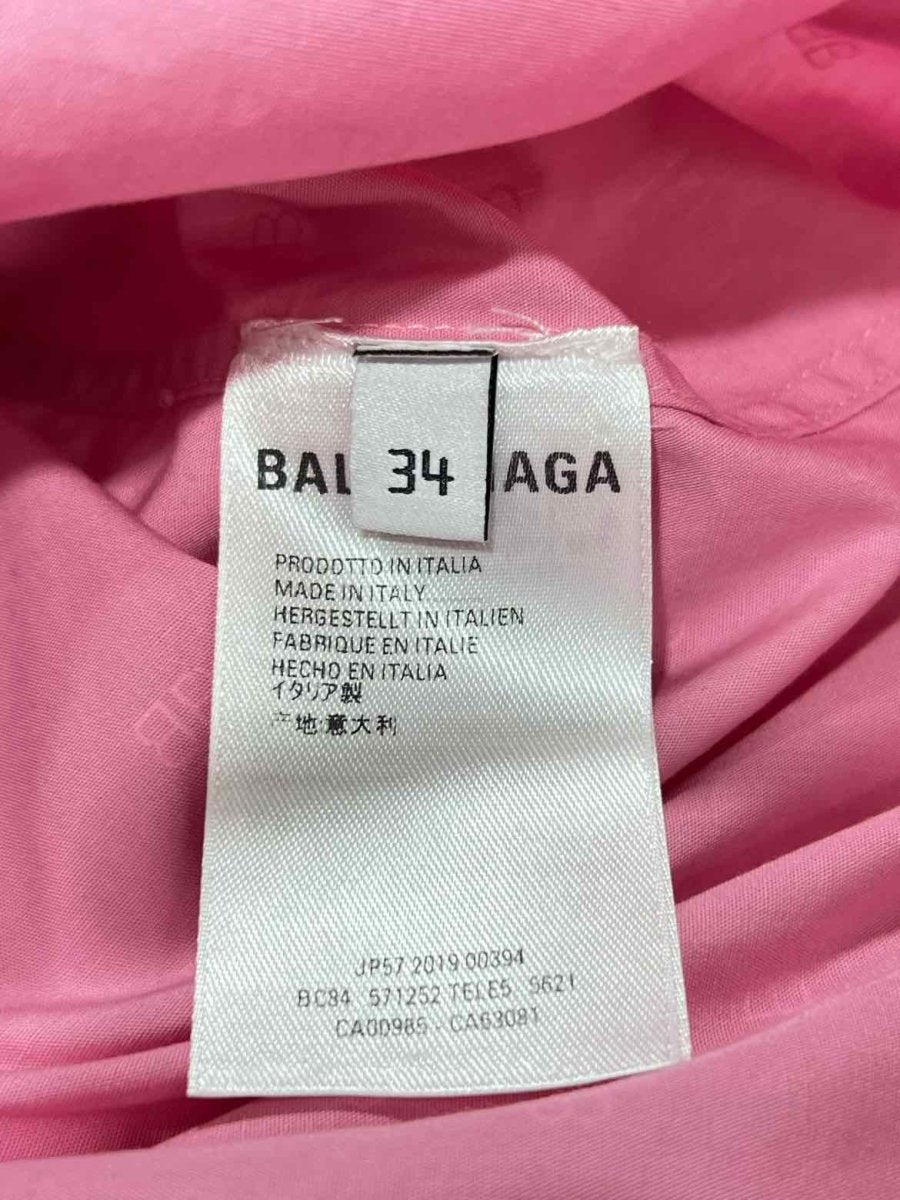 34
BAL AGA
PRODOTTO IN ITALIA
MADE IN ITALY
HERGESTELLT IN ITALIEN
FABRIQUE EN ITALIE
HECHO EN ITALIA
イタリア製
产地:意大利
JP57 2019 00394
BC84 571252 TELE5 5621
CA00985 - CA63081